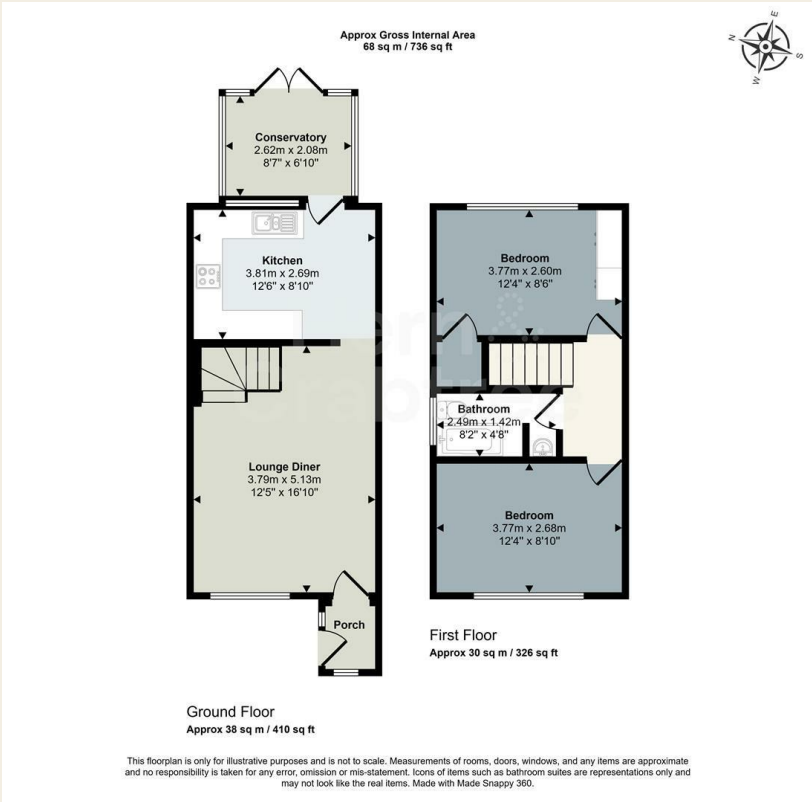 Approx Gross Internal Area
68 sq m / 736 sq ft
N
E
S
W
Conservatory
2.62m x 2.08m
8'7" x 6'10"
Kitchen
3.81m x 2.69m
12'6" x 8'10"
Lounge Diner
3.79m x 5.13m
12'5" x 16'10"
Porch
Ground Floor
Approx 38 sq m / 410 sq ft
Bedroom
3.77m x 2.60m
12'4" x 8'6"
Bathroom
2.49m x 1.42m
8'2" x 4'8"
Bedroom
3.77m x 2.68m
12'4" x 8'10"
First Floor
Approx 30 sq m / 326 sq ft
This floorplan is only for illustrative purposes and is not to scale. Measurements of rooms, doors, windows, and any items are approximate
and no responsibility is taken for any error, omission or mis-statement. Icons of items such as bathroom suites are representations only and
may not look like the real items. Made with Made Snappy 360.